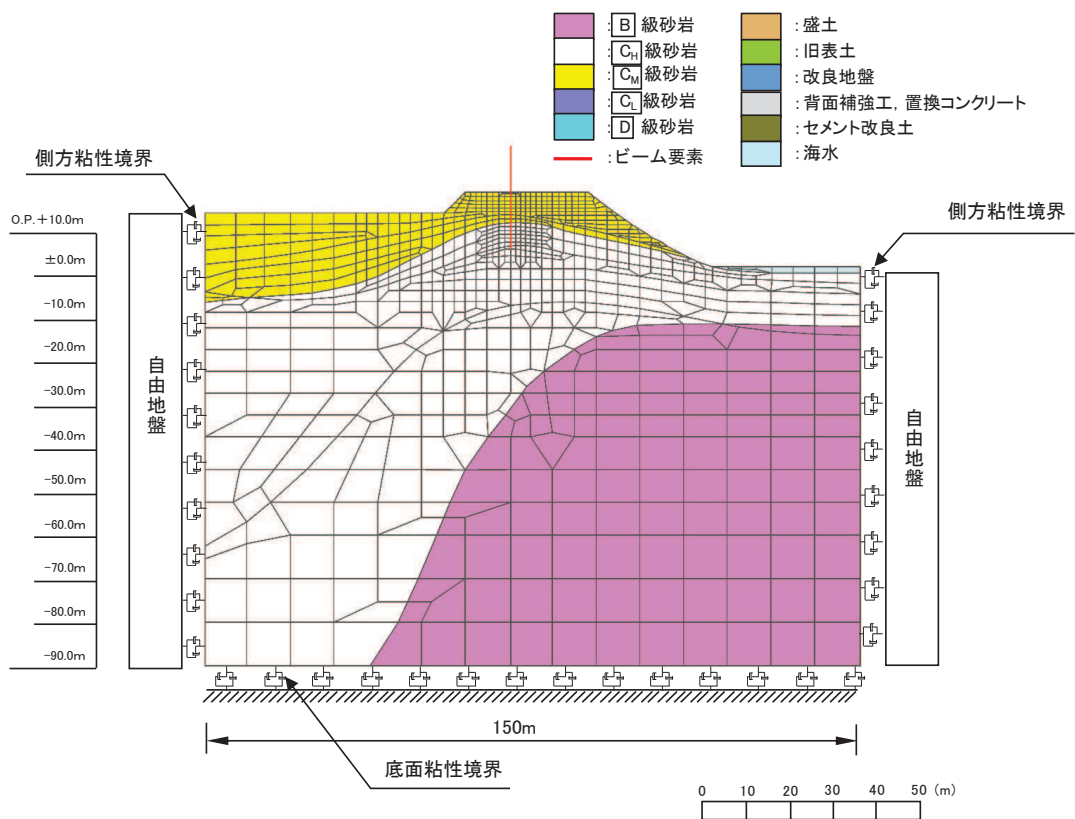 :B 級砂岩
:CH 級砂岩
:CM 級砂岩
:CL 級砂岩
:D 級砂岩
:ビーム要素
:盛土
:旧表土
:改良地盤
:背面補強工, 置換コンクリート
:セメント改良土
:海水
側方粘性境界
側方粘性境界
O.P.+10.0m
±0.0m
-10.0m
-20.0m
-30.0m
-40.0m
-50.0m
-60.0m
-70.0m
-80.0m
-90.0m
自由地盤
自由地盤
150m
底面粘性境界
0 10 20 30 40 50 (m)